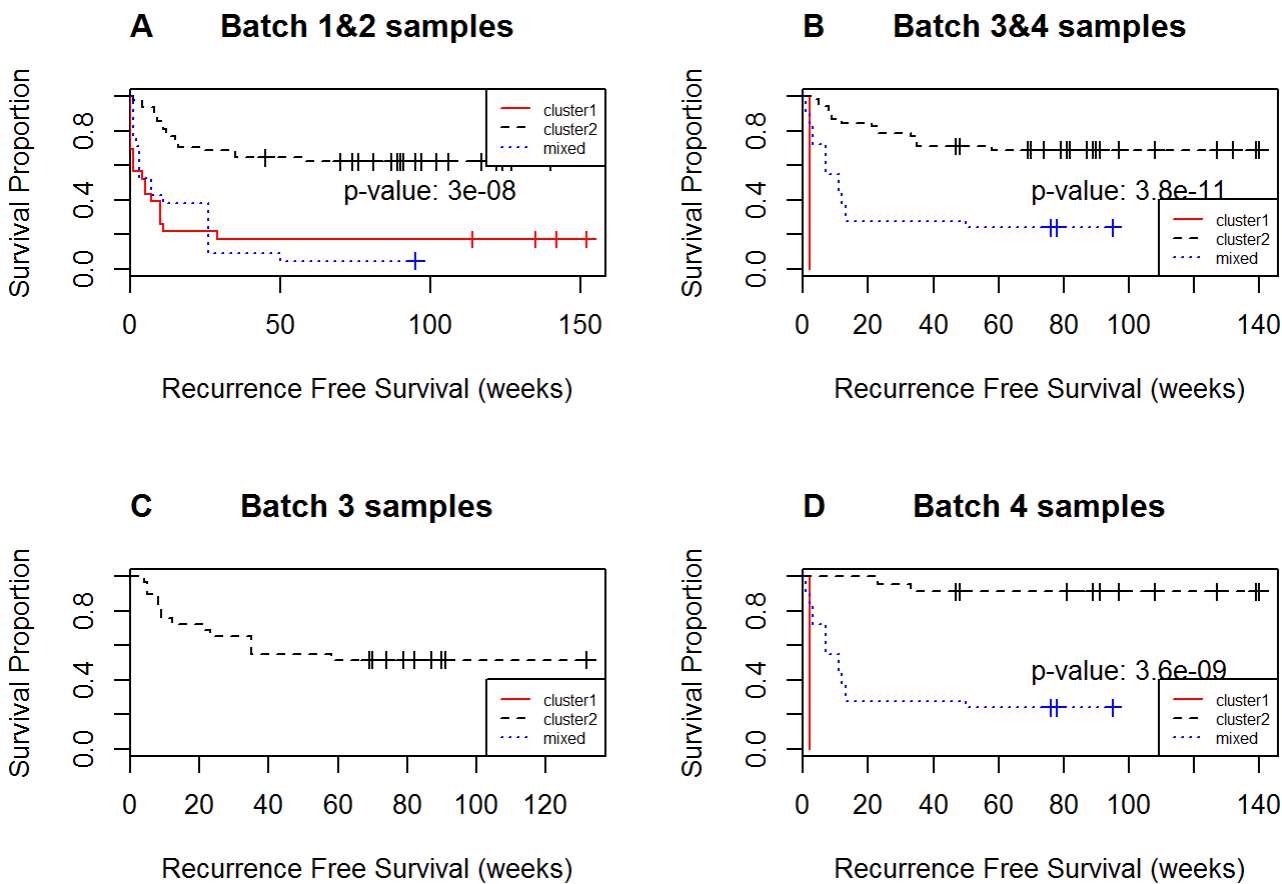 A Batch 1&2 samples
Survival Proportion
0.0 0.4 0.8
cluster1
cluster2
mixed
p-value: 3e-08
0 50 100 150
Recurrence Free Survival (weeks)
B Batch 3&4 samples
Survival Proportion
0.0 0.4 0.8
p-value: 3.8e-11
cluster1
cluster2
mixed
0 20 40 60 80 100 140
Recurrence Free Survival (weeks)
C Batch 3 samples
Survival Proportion
0.0 0.4 0.8
cluster1
cluster2
mixed
0 20 40 60 80 100 120
Recurrence Free Survival (weeks)
D Batch 4 samples
Survival Proportion
0.0 0.4 0.8
p-value: 3.6e-09
cluster1
cluster2
mixed
0 20 40 60 80 100 140
Recurrence Free Survival (weeks)